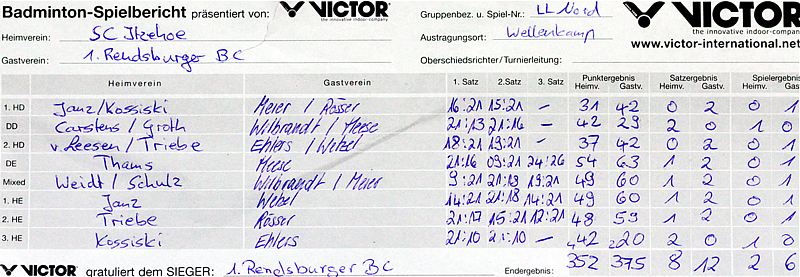 Badminton-Spielbericht präsentiert von: VICTOR the innovative indoor-company Gruppenbez. u. Spiel-Nr.: LL Nord VICTOR the innovative indoor-company
Heimverein: SC Itzehoe Austragungsort: Wellenkamp www.victor-international.net
Gastverein: 1. Rendsburger BC Oberschiedsrichter/Turnierleitung:
Heimverein Gastverein 1. Satz 2. Satz 3. Satz Punktergebnis Heimv. Gastv. Satzergebnis Heimv. Gastv. Spielergebnis Heimv. Gastv.
1. HD Janz/Kossiski Meier / Rösser 16:21 15:21 – 31 42 0 2 0 1
DD Carstens / Groth Wilbrandt / Meese 21:13 21:16 – 42 29 2 0 1 0
2. HD v. Leesen / Triebe Ehlers / Wetzel 18:21 19:21 – 37 42 0 2 0 1
DE Thams Meese 21:16 09:21 24:26 54 63 1 2 0 1
Mixed Weidt / Schulz Wilbrandt / Meier 9:21 21:18 19:21 49 60 1 2 0 1
1. HE Janz 14:21 21:18 14:21 49 60 1 2 0 1
2. HE Triebe Rösser 21:17 15:21 12:21 48 59 1 2 0 1
3. HE Kossiski Ehlers 21:10 21:10 – 42 20 2 0 1 0
VICTOR gratuliert dem SIEGER: 1. Rendsburger BC Endergebnis: 352 375 8 12 2 6